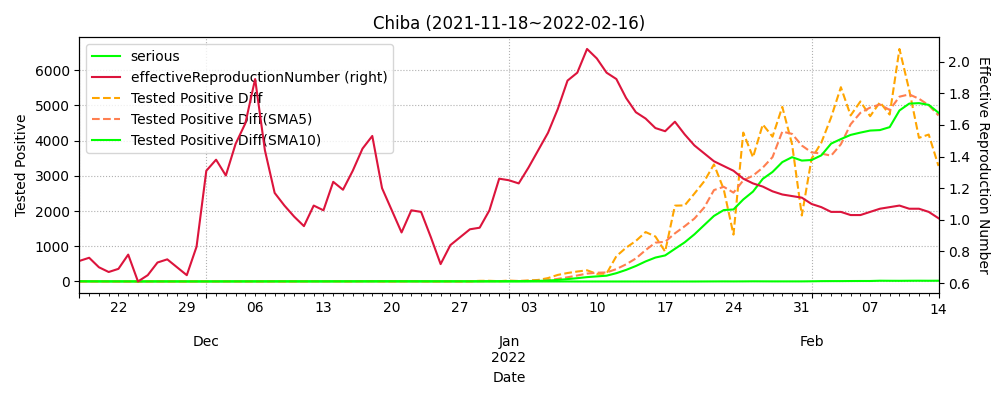 Chiba (2021-11-18~2022-02-16)
serious
effectiveReproductionNumber (right)
Tested Positive Diff
Tested Positive Diff(SMA5)
Tested Positive Diff(SMA10)
Tested Positive
6000
5000
4000
3000
2000
1000
0
2.0
1.8
1.6
1.4
1.2
1.0
0.8
0.6
Effective Reproduction Number
22 29 06 13 20 27 03 10 17 24 31 07 14
Dec Jan Feb
2022
Date